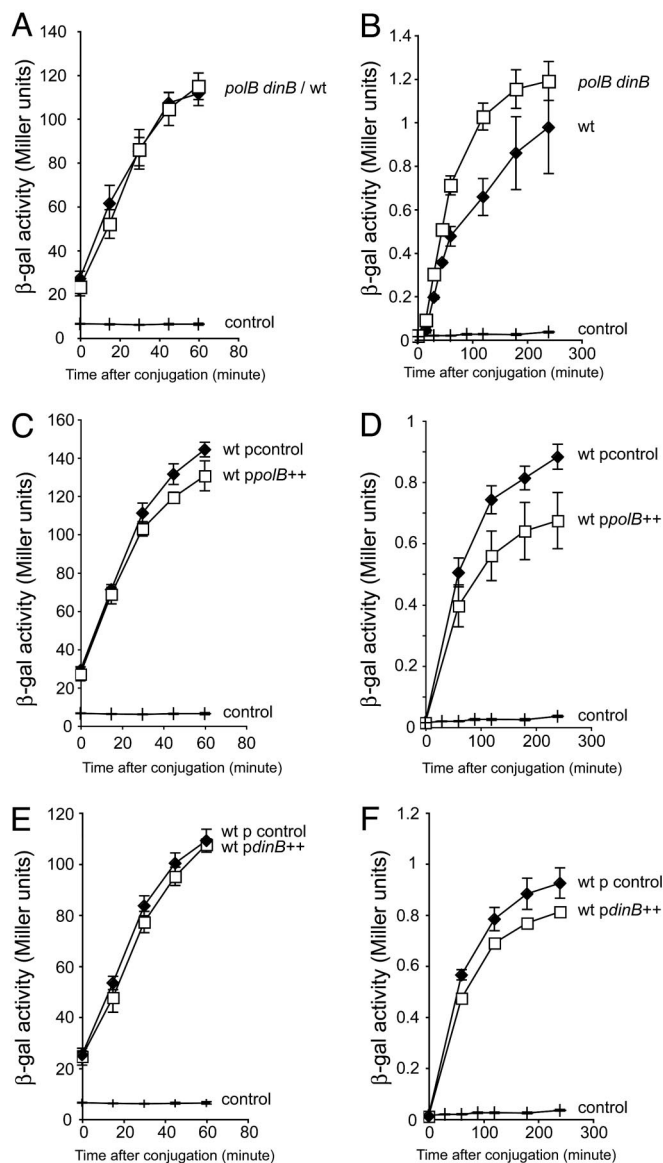 A
β-gal activity (Miller units)
140
120
100
80
60
40
20
0
0 20 40 60 80
Time after conjugation (minute)
polB dinB / wt
control
B
β-gal activity (Miller units)
1.4
1.2
1
0.8
0.6
0.4
0.2
0
0 100 200 300
Time after conjugation (minute)
polB dinB
wt
control
C
β-gal activity (Miller units)
160
140
120
100
80
60
40
20
0
0 20 40 60 80
Time after conjugation (minute)
wt pcontrol
wt ppolB++
control
D
β-gal activity (Miller units)
1
0.8
0.6
0.4
0.2
0
0 100 200 300
Time after conjugation (minute)
wt pcontrol
wt ppolB++
control
E
β-gal activity (Miller units)
120
100
80
60
40
20
0
0 20 40 60 80
Time after conjugation (minute)
wt p control
wt pdinB++
control
F
β-gal activity (Miller units)
1.2
1
0.8
0.6
0.4
0.2
0
0 100 200 300
Time after conjugation (minute)
wt p control
wt pdinB++
control